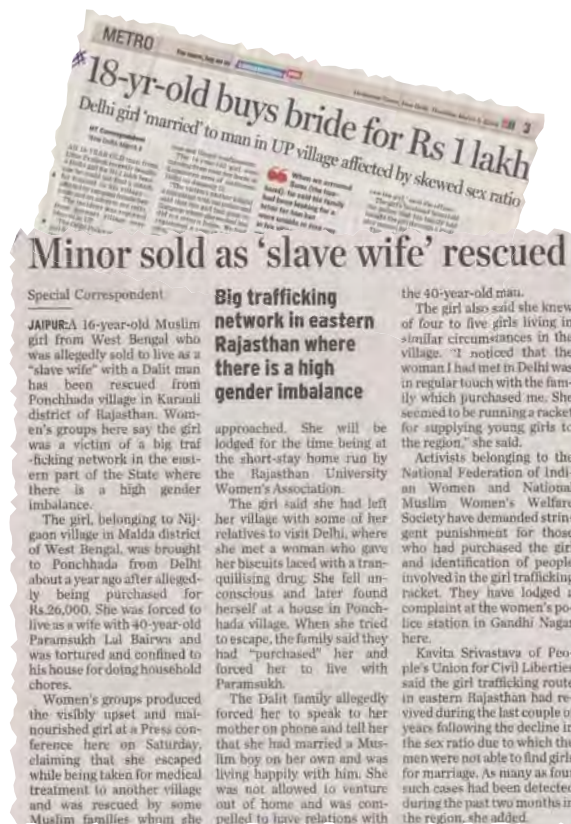 METRO
3
18-yr-old buys bride for Rs 1 lakh
Delhi girl 'married' to man in UP village affected by skewed sex ratio
HT Correspondent
Minor sold as 'slave wife' rescued
Special Correspondent
JAIPUR:A 16-year-old Muslim
girl from West Bengal who
was allegedly sold to live as a
"slave wife" with a Dalit man
has been rescued from
Ponchhada village in Karauli
district of Rajasthan. Wom-
en's groups here say the girl
was a victim of a big traf
-ficking network in the east-
ern part of the State where
there is a high gender
imbalance.
The girl, belonging to Nij-
gaon village in Malda district
of West Bengal, was brought
to Ponchhada from Delhi
about a year ago after alleged-
ly being purchased for
Rs.26,000. She was forced to
live as a wife with 40-year-old
Paramsukh Lal Bairwa and
was tortured and confined to
his house for doing household
chores.
Women's groups produced
the visibly upset and mal-
nourished girl at a Press con-
ference here on Saturday,
claiming that she escaped
while being taken for medical
treatment to another village
and was rescued by some
Muslim families whom she
Big trafficking
network in eastern
Rajasthan where
there is a high
gender imbalance
approached. She will be
lodged for the time being at
the short-stay home run by
the Rajasthan University
Women's Association.
The girl said she had left
her village with some of her
relatives to visit Delhi, where
she met a woman who gave
her biscuits laced with a tran-
quilising drug. She fell un-
conscious and later found
herself at a house in Ponch-
hada village. When she tried
to escape, the family said they
had "purchased" her and
forced her to live with
Paramsukh.
The Dalit family allegedly
forced her to speak to her
mother on phone and tell her
that she had married a Mus-
lim boy on her own and was
living happily with him. She
was not allowed to venture
out of home and was com-
pelled to have relations with
the 40-year-old man.
The girl also said she knew
of four to five girls living in
similar circumstances in the
village. "I noticed that the
woman I had met in Delhi was
in regular touch with the fam-
ily which purchased me. She
seemed to be running a racket
for supplying young girls to
the region," she said.
Activists belonging to the
National Federation of Indi-
an Women and National
Muslim Women's Welfare
Society have demanded strin-
gent punishment for those
who had purchased the girl
and identification of people
involved in the girl trafficking
racket. They have lodged a
complaint at the women's po-
lice station in Gandhi Nagar
here.
Kavita Srivastava of Peo-
ple's Union for Civil Liberties
said the girl trafficking route
in eastern Rajasthan had re-
vived during the last couple of
years following the decline in
the sex ratio due to which the
men were not able to find girls
for marriage. As many as four
such cases had been detected
during the past two months in
the region, she added.